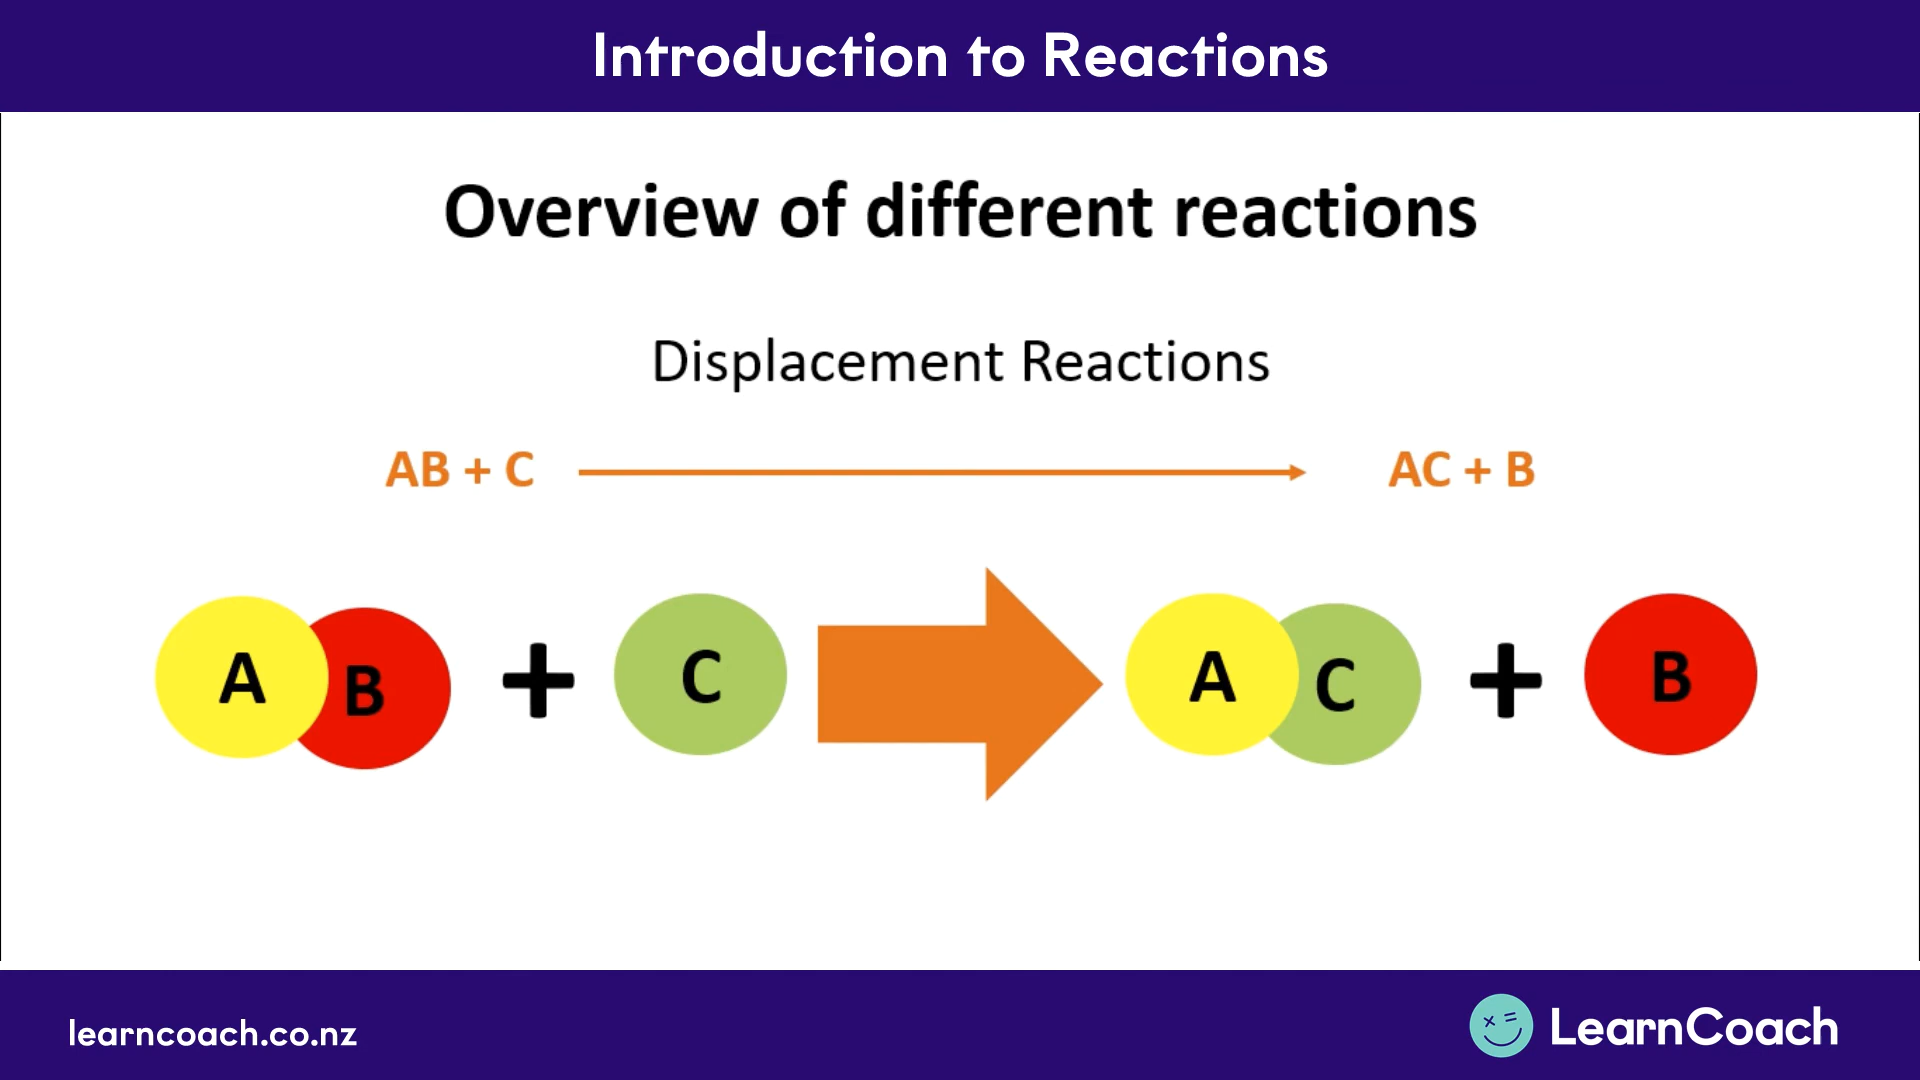 Introduction to Reactions
Overview of different reactions
Displacement Reactions
AB + C AC + B
A B + C A C + B
learncoach.co.nz LearnCoach